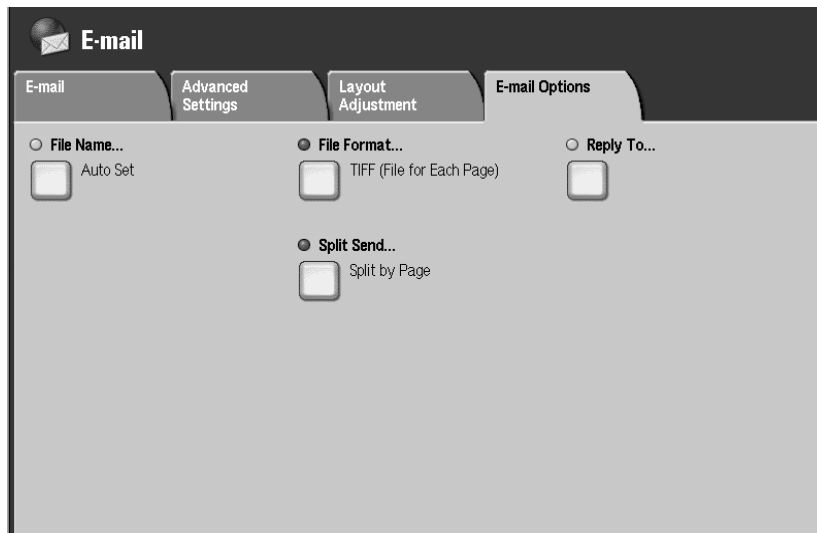 E-mail
E-mail
Advanced
Settings
Layout
Adjustment
E-mail Options
File Name...
Auto Set
File Format...
TIFF (File for Each Page)
Reply To...
Split Send...
Split by Page